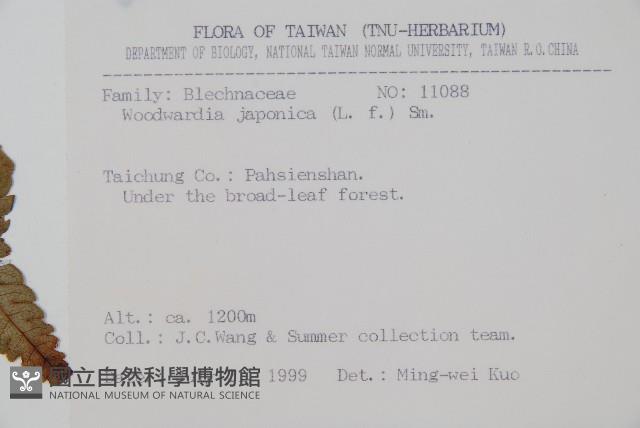 FLORA OF TAIWAN (TNU-HERBARIUM)
DEPARTMENT OF BIOLOGY, NATIONAL TAIWAN NORMAL UNIVERSITY, TAIWAN R.O.CHINA
Family: Blechnaceae NO: 11088
Woodwardia japonica (L. f.) Sm.
Taichung Co.: Pahsienshan.
Under the broad-leaf forest.
Alt.: ca. 1200m
Coll.: J.C.Wang & Summer collection team.
1999 Det.: Ming-wei Kuo
國立自然科學博物館
NATIONAL MUSEUM OF NATURAL SCIENCE